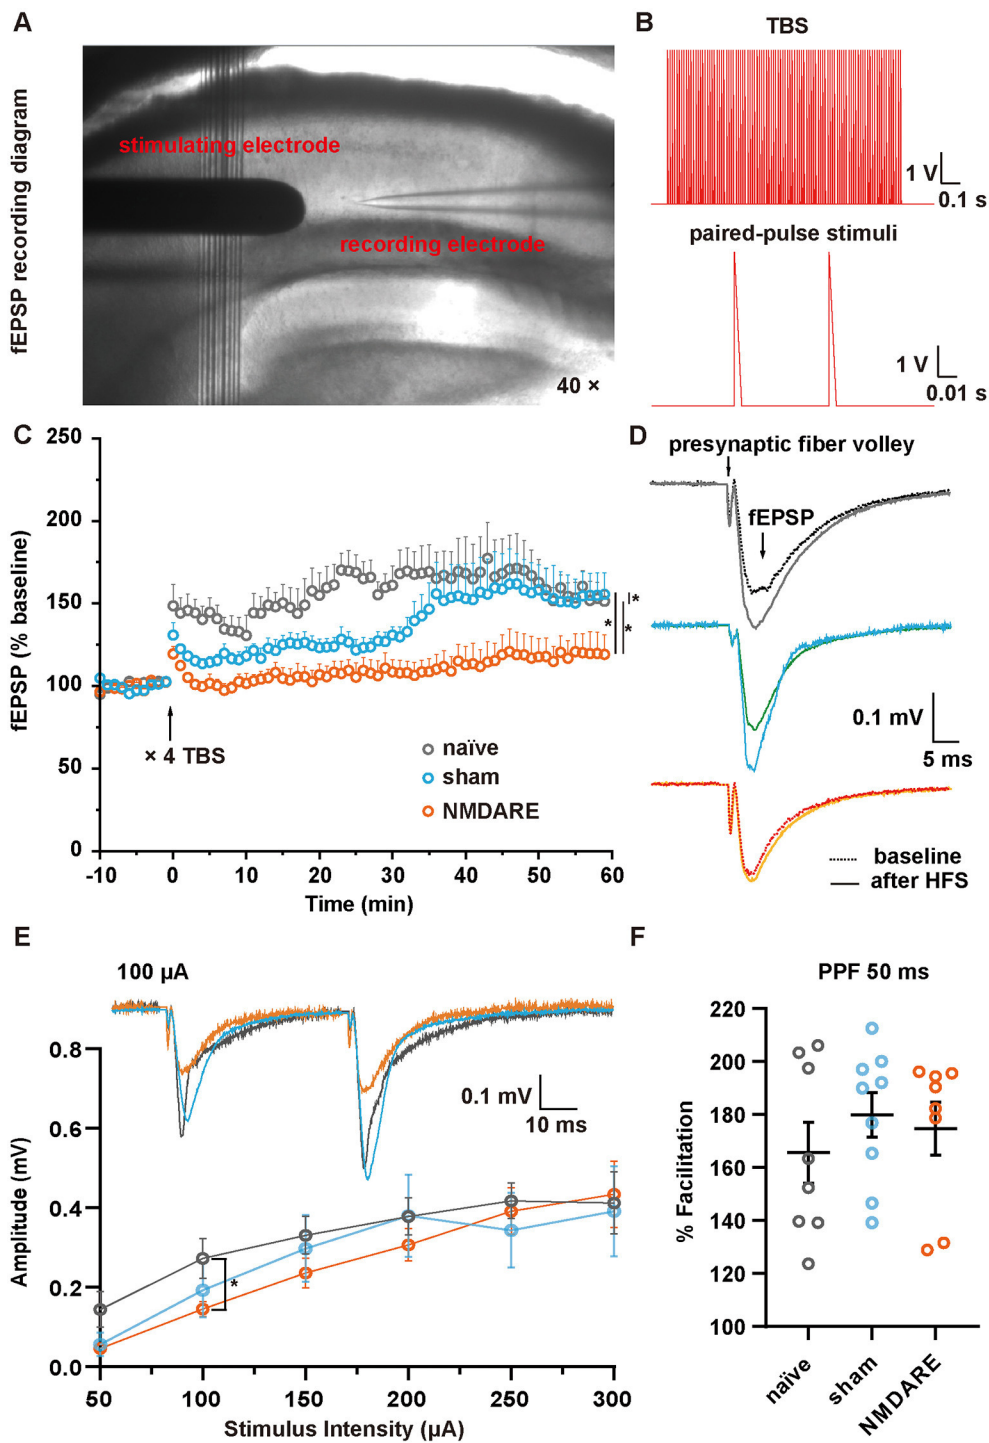 A
fEPSP recording diagram
stimulating electrode
recording electrode
40 ×
B
TBS
1 V
0.1 s
paired-pulse stimuli
1 V
0.01 s
C
fEPSP (% baseline)
250
200
150
100
50
0
× 4 TBS
naïve
sham
NMDARE
*
*
*
-10 0 10 20 30 40 50 60
Time (min)
D
presynaptic fiber volley
fEPSP
0.1 mV
5 ms
baseline
after HFS
E
100 µA
0.1 mV
10 ms
Amplitude (mV)
0.8
0.6
0.4
0.2
0.0
*
50 100 150 200 250 300
Stimulus Intensity (µA)
F
PPF 50 ms
% Facilitation
220
200
180
160
140
120
100
naïve
sham
NMDARE